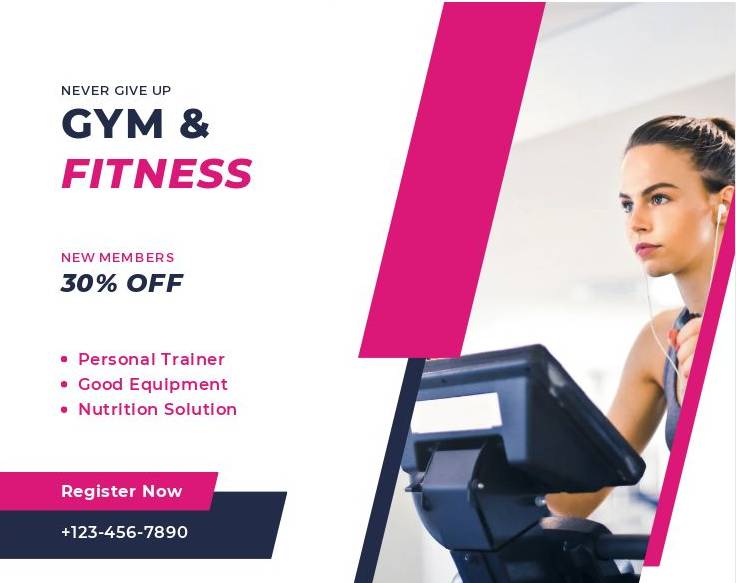 NEVER GIVE UP
GYM &
FITNESS
NEW MEMBERS
30% OFF
Personal Trainer
Good Equipment
Nutrition Solution
Register Now
+123-456-7890